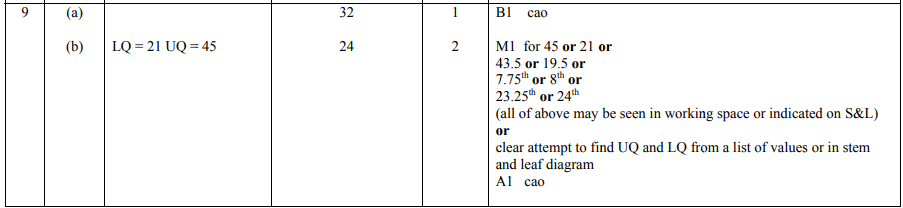 9 (a) 32 1 B1 cao
(b) LQ = 21 UQ = 45 24 2 M1 for 45 or 21 or
43.5 or 19.5 or
7.75th or 8th or
23.25th or 24th
(all of above may be seen in working space or indicated on S&L)
or
clear attempt to find UQ and LQ from a list of values or in stem
and leaf diagram
A1 cao